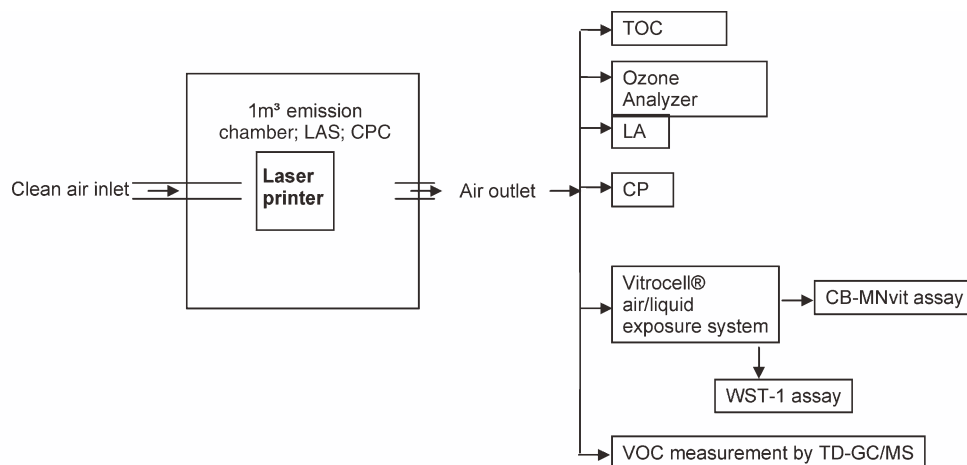 TOC
Ozone
Analyzer
1m³ emission
chamber; LAS; CPC
LA
Laser
printer
Clean air inlet
Air outlet
CP
Vitrocell®
air/liquid
exposure system
CB-MNvit assay
WST-1 assay
VOC measurement by TD-GC/MS